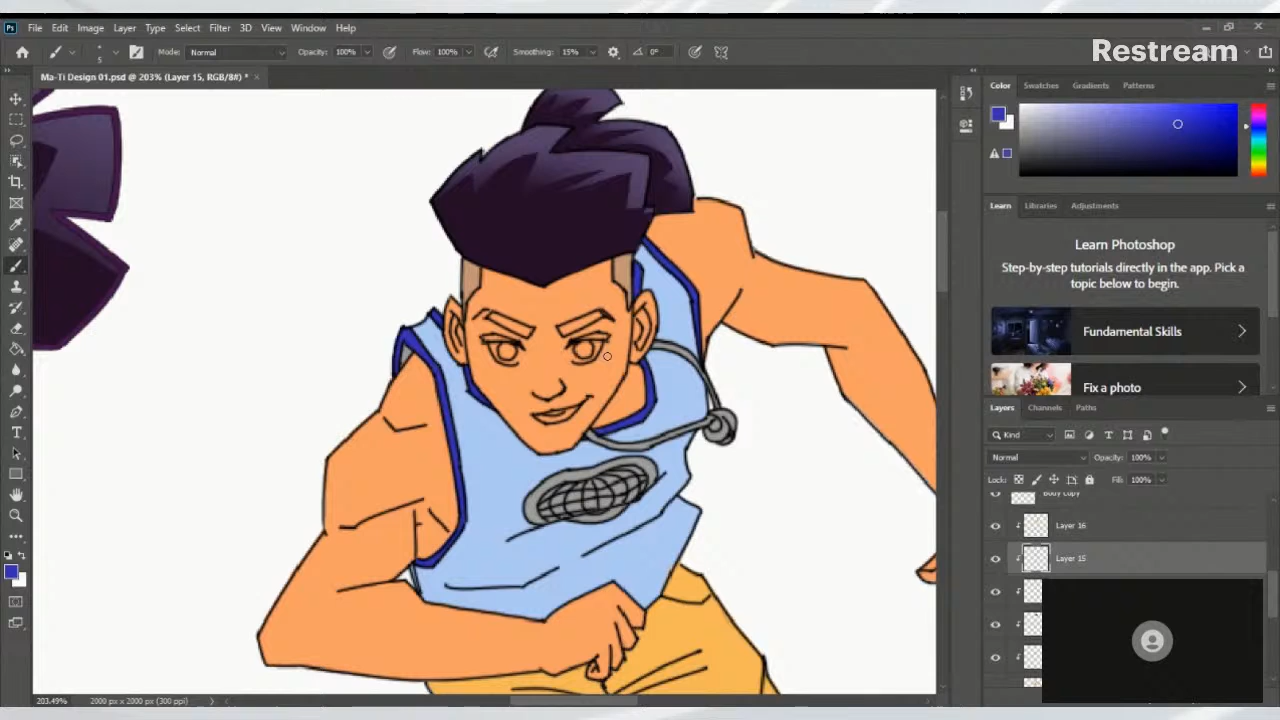 Ps File Edit Image Layer Type Select Filter 3D View Window Help
Restream
5 Mode: Normal Opacity: 100% Flow: 100% Smoothing: 15% 0°
Ma-Ti Design 01.psd @ 203% (Layer 15, RGB/8#) *
Color Swatches Gradients Patterns
Learn Libraries Adjustments
Learn Photoshop
Step-by-step tutorials directly in the app. Pick a
topic below to begin.
Fundamental Skills
Fix a photo
Layers Channels Paths
Kind
Normal Opacity: 100%
Lock: Fill: 100%
Body Copy
Layer 16
Layer 15
203.49% 2000 px x 2000 px (300 ppi)